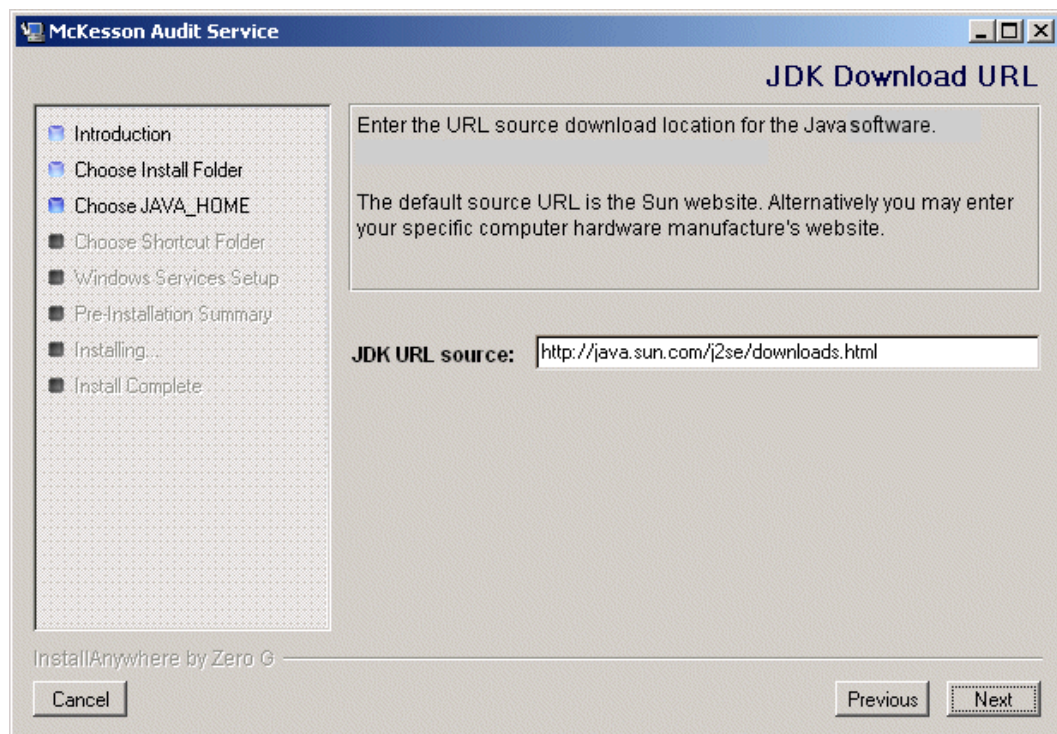 McKesson Audit Service
JDK Download URL
Introduction
Choose Install Folder
Choose JAVA_HOME
Choose Shortcut Folder
Windows Services Setup
Pre-Installation Summary
Installing...
Install Complete
Enter the URL source download location for the Java software.
The default source URL is the Sun website. Alternatively you may enter
your specific computer hardware manufacture's website.
JDK URL source: http://java.sun.com/j2se/downloads.html
InstallAnywhere by Zero G
Cancel
Previous
Next